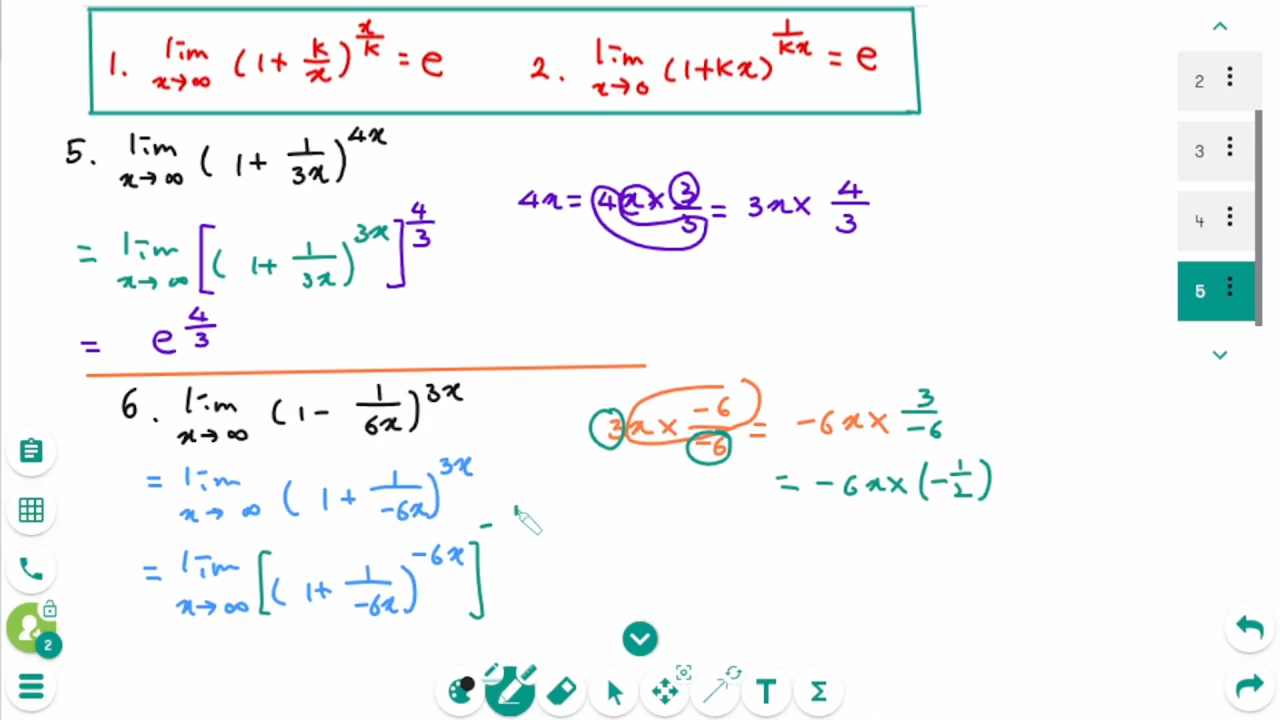 1. lim x→∞ (1 + k/x)^(x/k) = e 2. lim x→0 (1+kx)^(1/kx) = e
5. lim x→∞ (1 + 1/3x)^4x
4x = 4x × 3/3 = 3x × 4/3
= lim x→∞ [(1 + 1/3x)^3x]^(4/3)
= e^(4/3)
6. lim x→∞ (1 - 1/6x)^3x
3x × -6/-6 = -6x × 3/-6
= lim x→∞ (1 + 1/-6x)^3x
= -6x × (-1/2)
= lim x→∞ [(1 + 1/-6x)^-6x]^-
2
3
4
5
2
T
Σ